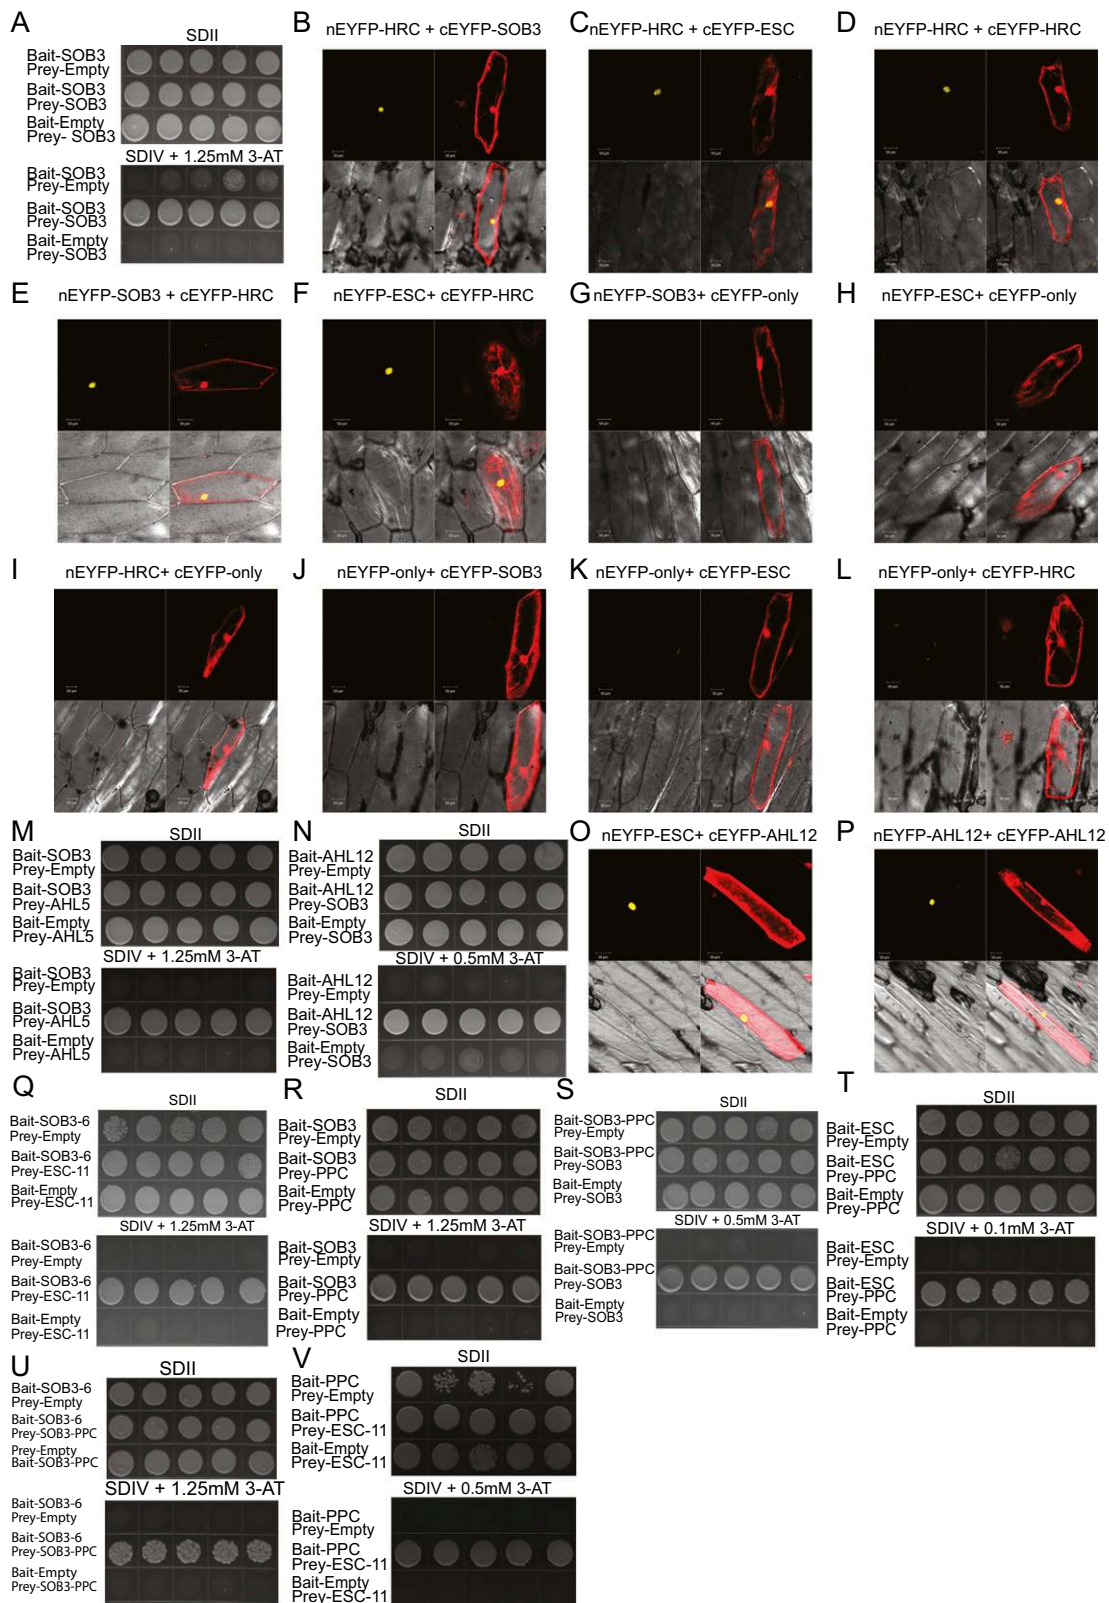 A
SDII
Bait-SOB3
Prey-Empty
Bait-SOB3
Prey-SOB3
Bait-Empty
Prey- SOB3
SDIV + 1.25mM 3-AT
Bait-SOB3
Prey-Empty
Bait-SOB3
Prey-SOB3
Bait-Empty
Prey-SOB3
B
nEYFP-HRC + cEYFP-SOB3
C
nEYFP-HRC + cEYFP-ESC
D
nEYFP-HRC + cEYFP-HRC
E
nEYFP-SOB3 + cEYFP-HRC
F
nEYFP-ESC+ cEYFP-HRC
G
nEYFP-SOB3+ cEYFP-only
H
nEYFP-ESC+ cEYFP-only
I
nEYFP-HRC+ cEYFP-only
J
nEYFP-only+ cEYFP-SOB3
K
nEYFP-only+ cEYFP-ESC
L
nEYFP-only+ cEYFP-HRC
M
SDII
Bait-SOB3
Prey-Empty
Bait-SOB3
Prey-AHL5
Bait-Empty
Prey-AHL5
SDIV + 1.25mM 3-AT
Bait-SOB3
Prey-Empty
Bait-SOB3
Prey-AHL5
Bait-Empty
Prey-AHL5
N
SDII
Bait-AHL12
Prey-Empty
Bait-AHL12
Prey-SOB3
Bait-Empty
Prey-SOB3
SDIV + 0.5mM 3-AT
Bait-AHL12
Prey-Empty
Bait-AHL12
Prey-SOB3
Bait-Empty
Prey-SOB3
O
nEYFP-ESC+ cEYFP-AHL12
P
nEYFP-AHL12+ cEYFP-AHL12
Q
SDII
Bait-SOB3-6
Prey-Empty
Bait-SOB3-6
Prey-ESC-11
Bait-Empty
Prey-ESC-11
SDIV + 1.25mM 3-AT
Bait-SOB3-6
Prey-Empty
Bait-SOB3-6
Prey-ESC-11
Bait-Empty
Prey-ESC-11
R
SDII
Bait-SOB3
Prey-Empty
Bait-SOB3
Prey-PPC
Bait-Empty
Prey-PPC
SDIV + 1.25mM 3-AT
Bait-SOB3
Prey-Empty
Bait-SOB3
Prey-PPC
Bait-Empty
Prey-PPC
S
SDII
Bait-SOB3-PPC
Prey-Empty
Bait-SOB3-PPC
Prey-SOB3
Bait-Empty
Prey-SOB3
SDIV + 0.5mM 3-AT
Bait-SOB3-PPC
Prey-Empty
Bait-SOB3-PPC
Prey-SOB3
Bait-Empty
Prey-SOB3
T
SDII
Bait-ESC
Prey-Empty
Bait-ESC
Prey-PPC
Bait-Empty
Prey-PPC
SDIV + 0.1mM 3-AT
Bait-ESC
Prey-Empty
Bait-ESC
Prey-PPC
Bait-Empty
Prey-PPC
U
SDII
Bait-SOB3-6
Prey-Empty
Bait-SOB3-6
Prey-SOB3-PPC
Prey-Empty
Bait-SOB3-PPC
SDIV + 1.25mM 3-AT
Bait-SOB3-6
Prey-Empty
Bait-SOB3-6
Prey-SOB3-PPC
Bait-Empty
Prey-SOB3-PPC
V
SDII
Bait-PPC
Prey-Empty
Bait-PPC
Prey-ESC-11
Bait-Empty
Prey-ESC-11
SDIV + 0.5mM 3-AT
Bait-PPC
Prey-Empty
Bait-PPC
Prey-ESC-11
Bait-Empty
Prey-ESC-11